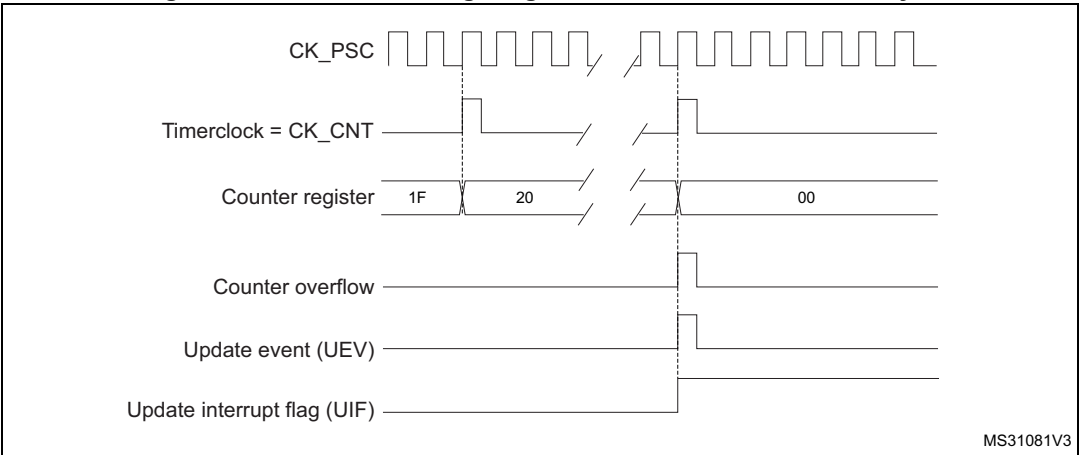 CK_PSC
Timerclock = CK_CNT
Counter register
1F
20
00
Counter overflow
Update event (UEV)
Update interrupt flag (UIF)
MS31081V3